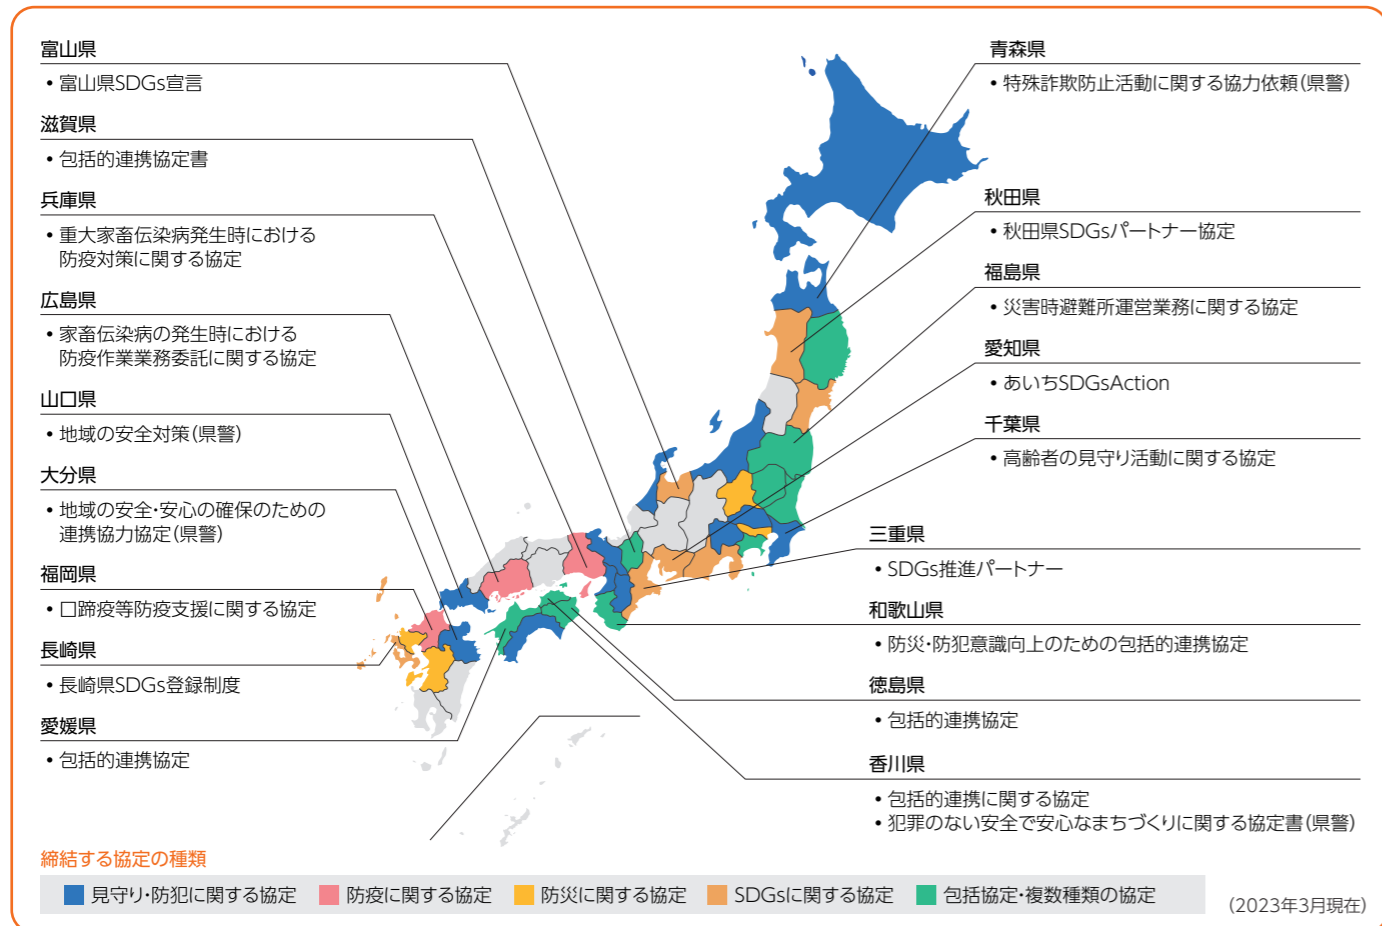 富山県
• 富山県SDGs宣言
滋賀県
• 包括的連携協定書
兵庫県
• 重大家畜伝染病発生時における
防疫対策に関する協定
広島県
• 家畜伝染病の発生時における
防疫作業業務委託に関する協定
山口県
• 地域の安全対策(県警)
大分県
• 地域の安全・安心の確保のための
連携協力協定(県警)
福岡県
• 口蹄疫等防疫支援に関する協定
長崎県
• 長崎県SDGs登録制度
愛媛県
• 包括的連携協定
青森県
• 特殊詐欺防止活動に関する協力依頼(県警)
秋田県
• 秋田県SDGsパートナー協定
福島県
• 災害時避難所運営業務に関する協定
愛知県
• あいちSDGsAction
千葉県
• 高齢者の見守り活動に関する協定
三重県
• SDGs推進パートナー
和歌山県
• 防災・防犯意識向上のための包括的連携協定
徳島県
• 包括的連携協定
香川県
• 包括的連携に関する協定
• 犯罪のない安全で安心なまちづくりに関する協定書(県警)
締結する協定の種類
見守り・防犯に関する協定 防疫に関する協定 防災に関する協定 SDGsに関する協定 包括協定・複数種類の協定
(2023年3月現在)